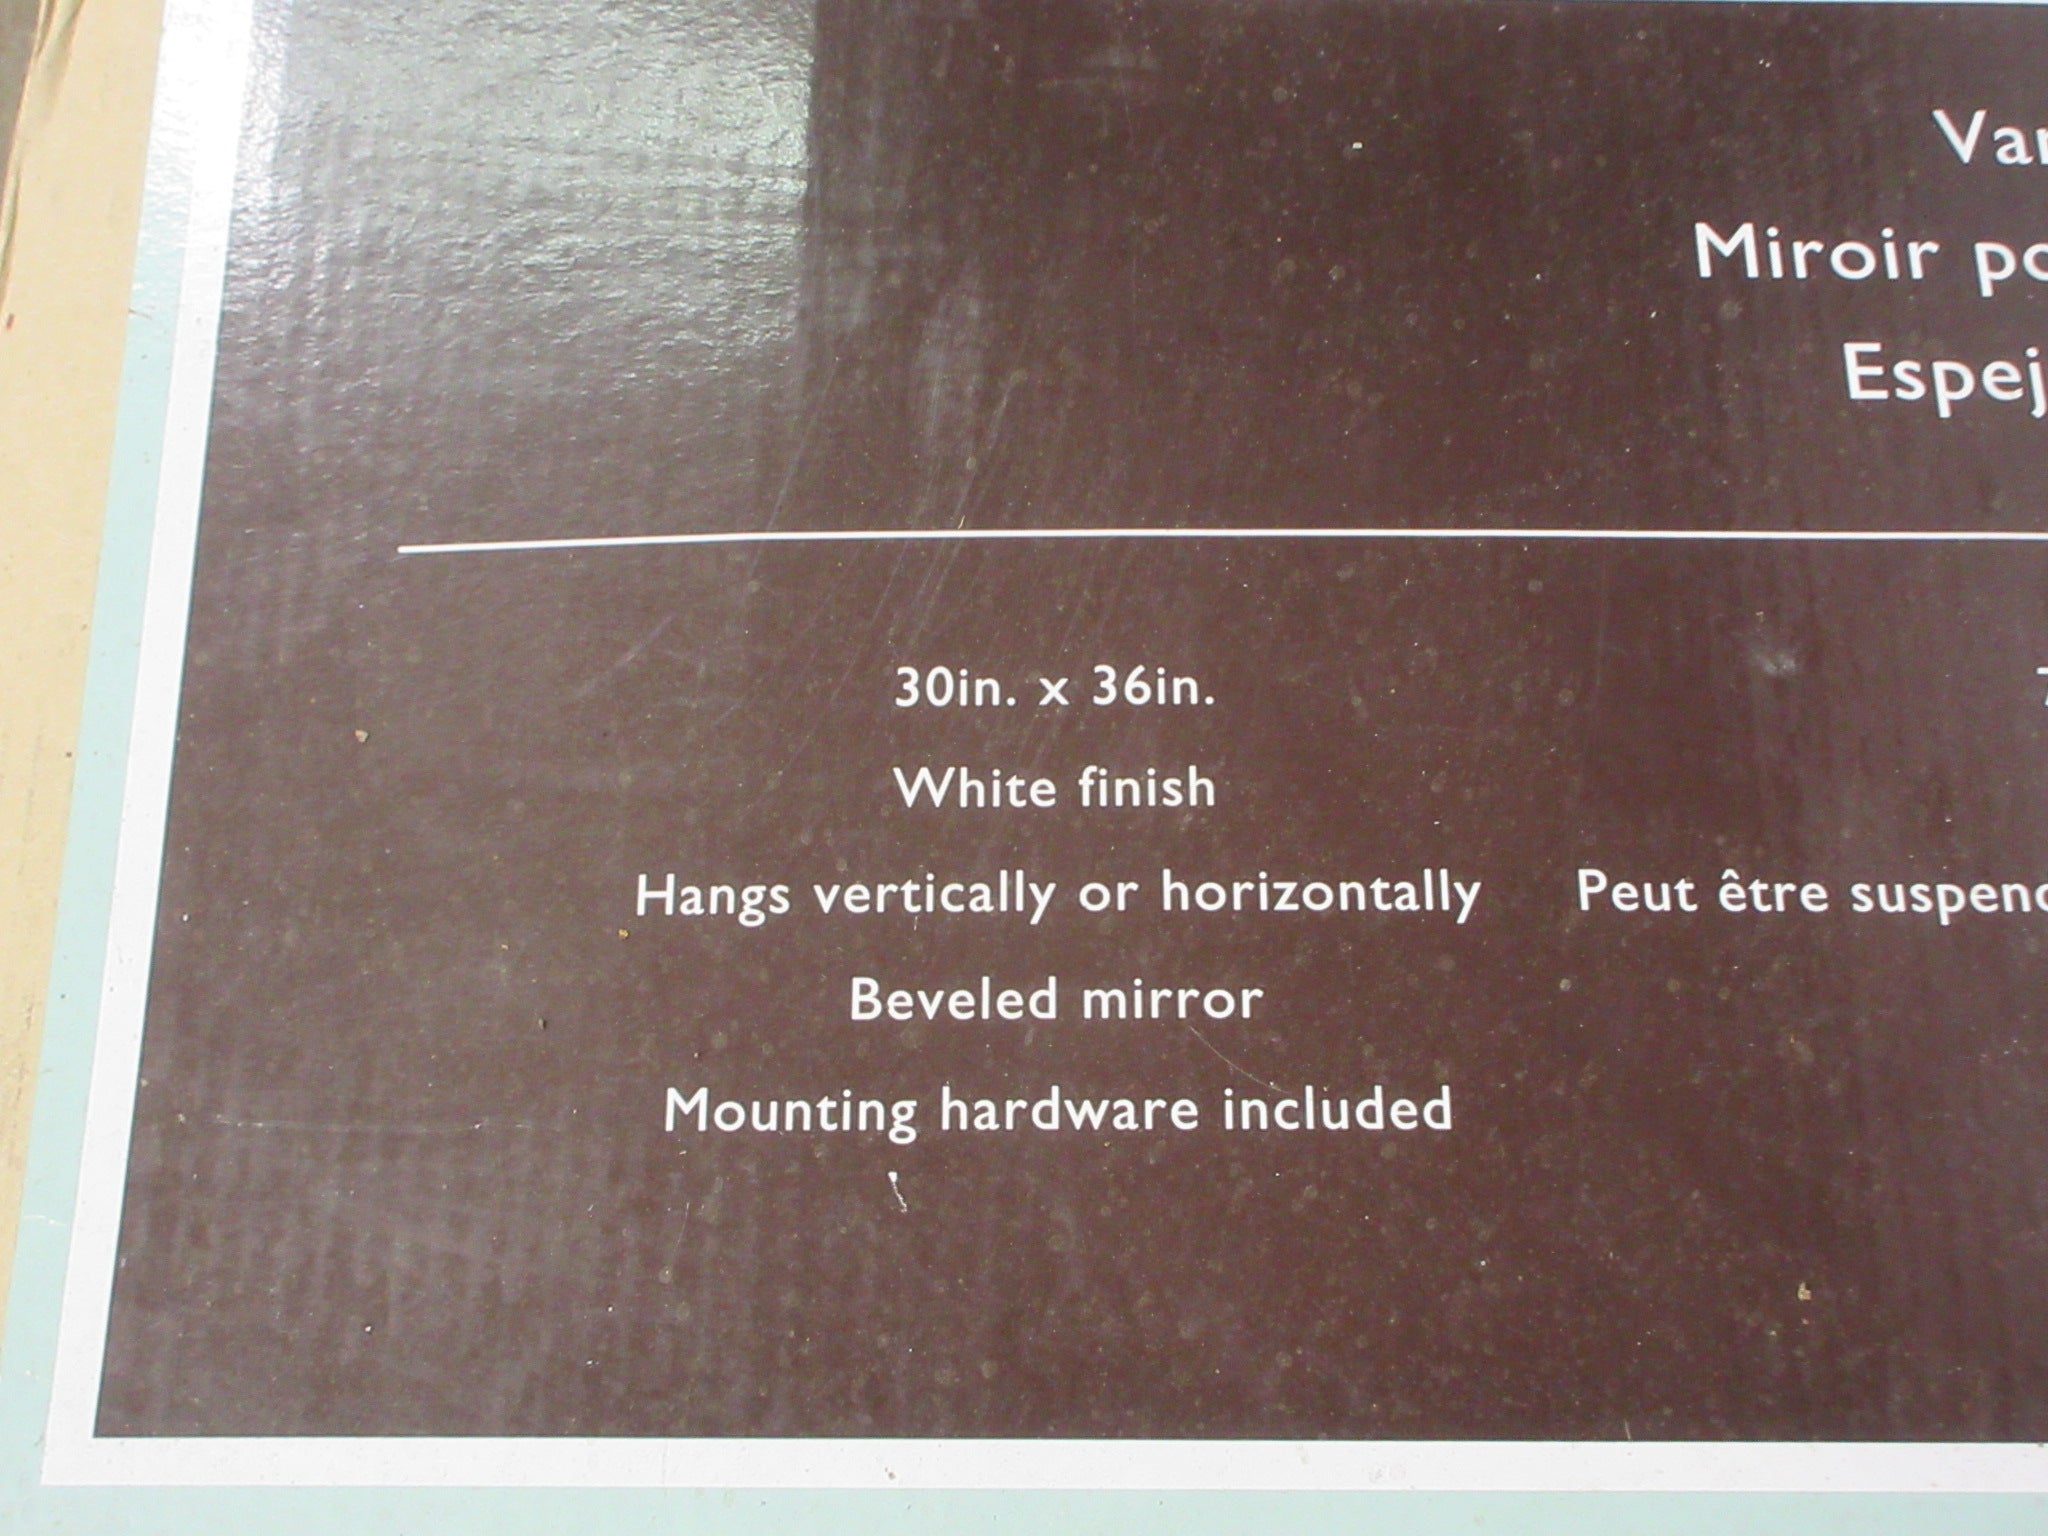 Miroir
30in. x 36in.
White finish
Hangs vertically or horizontally Peut être
Beveled mirror
Mounting hardware included